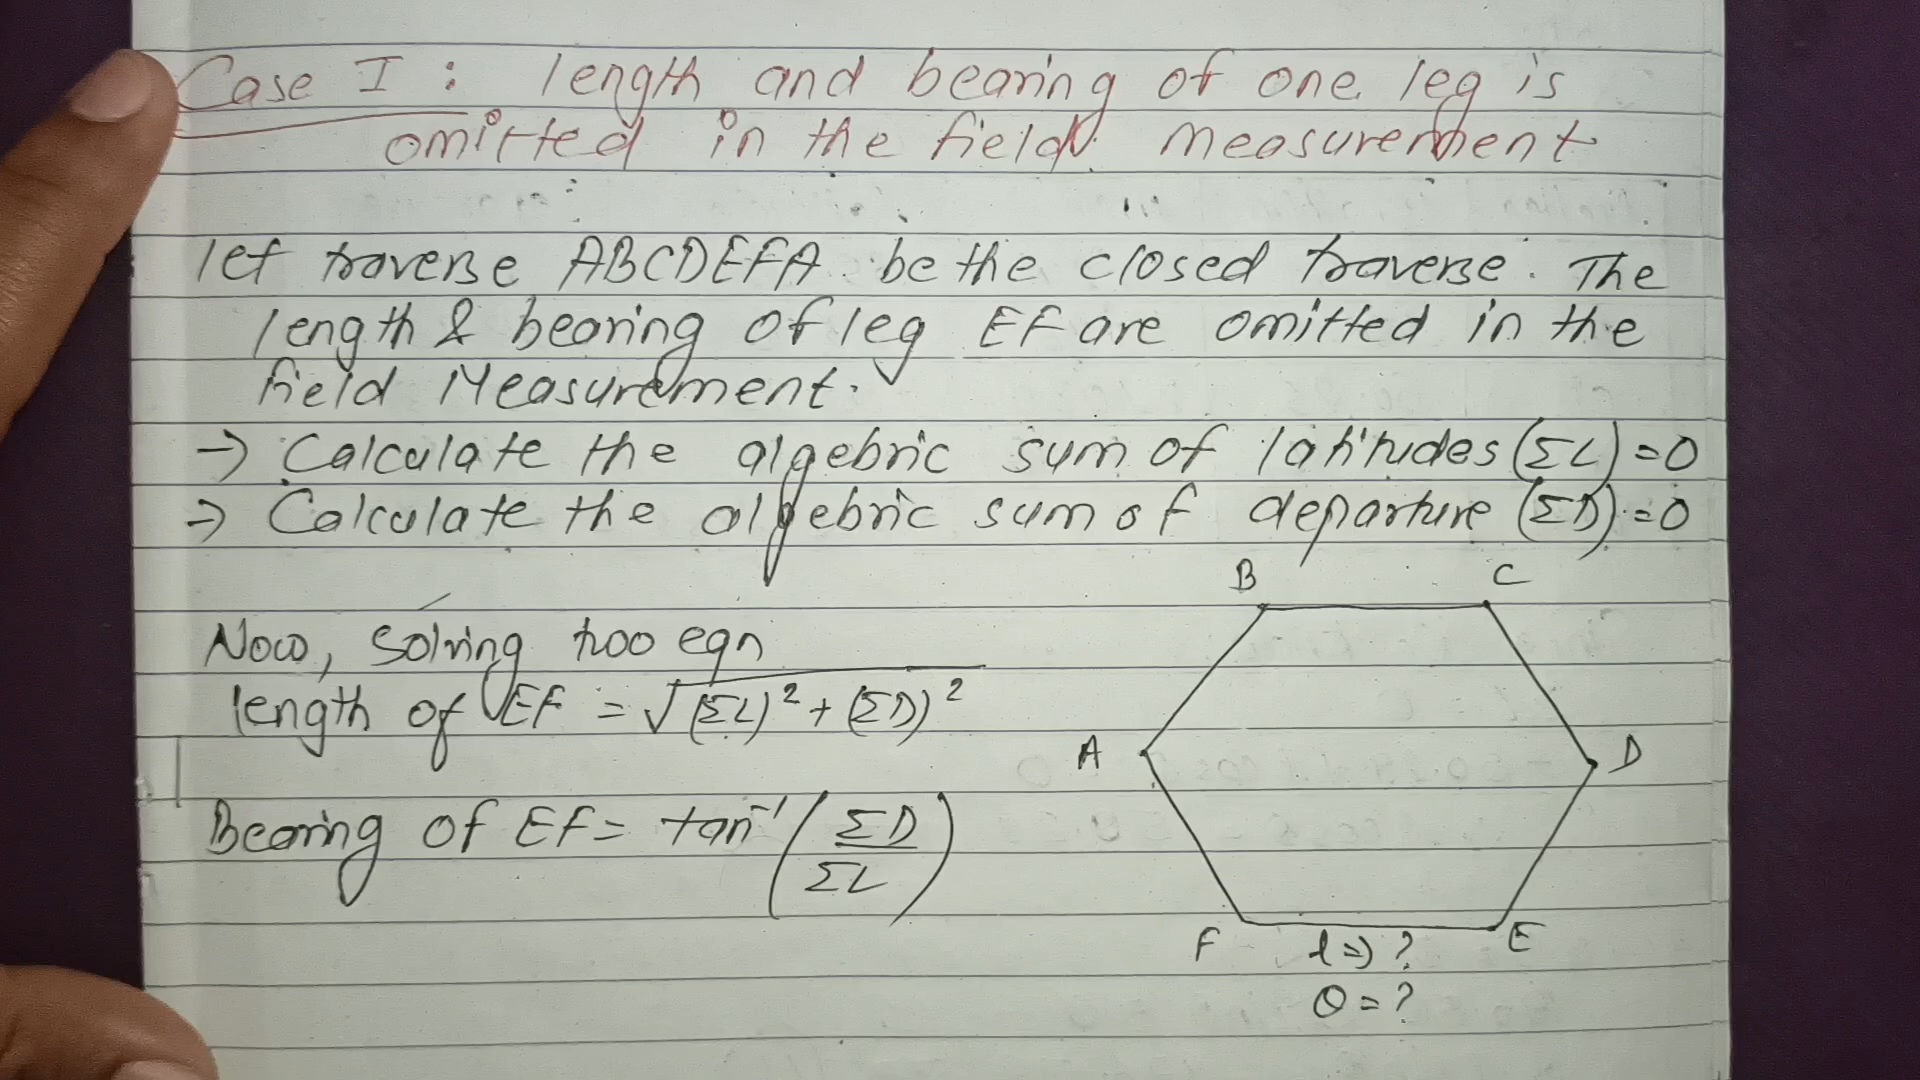 Case I : length and bearing of one leg is
omitted in the field measurement
let traverse ABCDEFA be the closed traverse. The
length & bearing of leg EF are omitted in the
field Measurement.
→ Calculate the algebric sum of latitudes (ΣL) = 0
→ Calculate the algebric sum of departure (ΣD) = 0
B C
Now, Solving two eqn
length of EF = √(ΣL)² + (ΣD)²
A D
Bearing of EF = tan⁻¹ (ΣD/ΣL)
F l => ? E
θ = ?